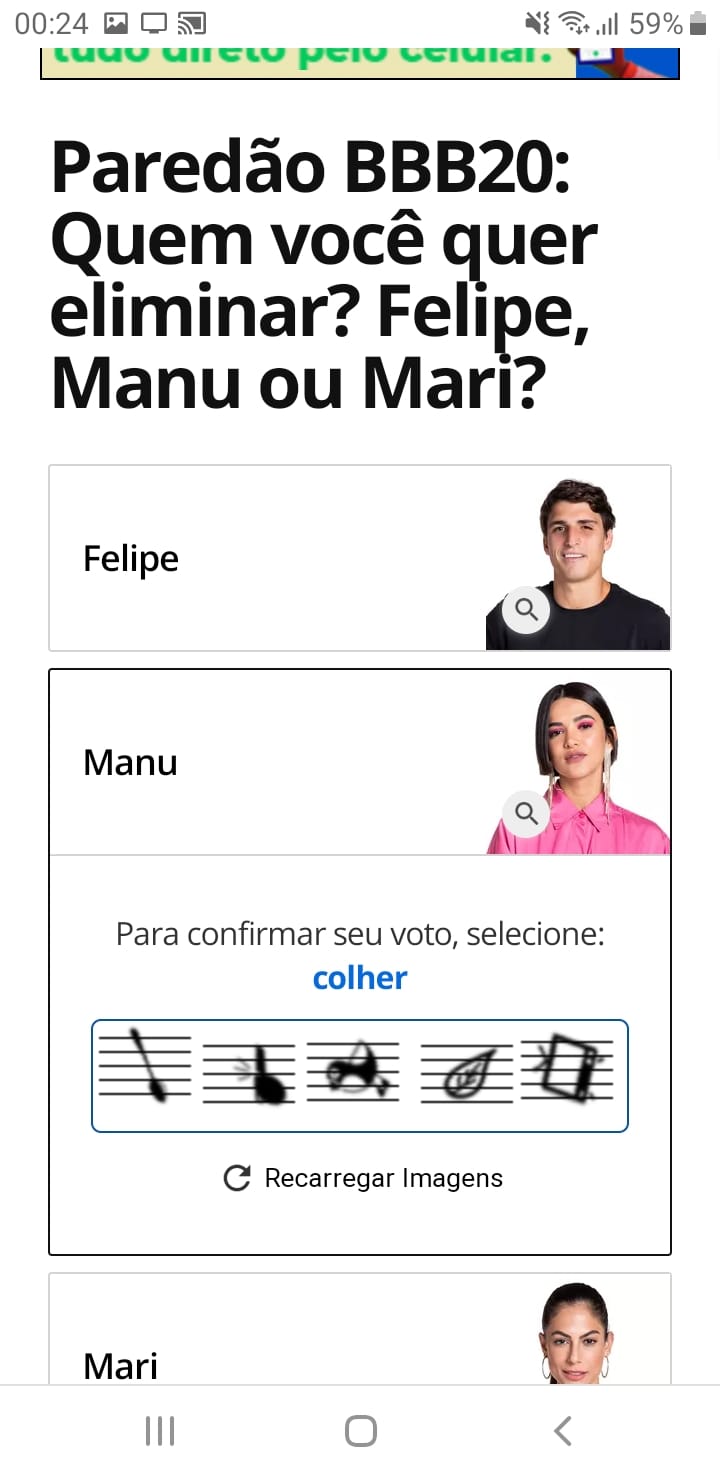 00:24
59%
tudo direto pelo celular.
Paredão BBB20:
Quem você quer
eliminar? Felipe,
Manu ou Mari?
Felipe
Manu
Para confirmar seu voto, selecione:
colher
Recarregar Imagens
Mari